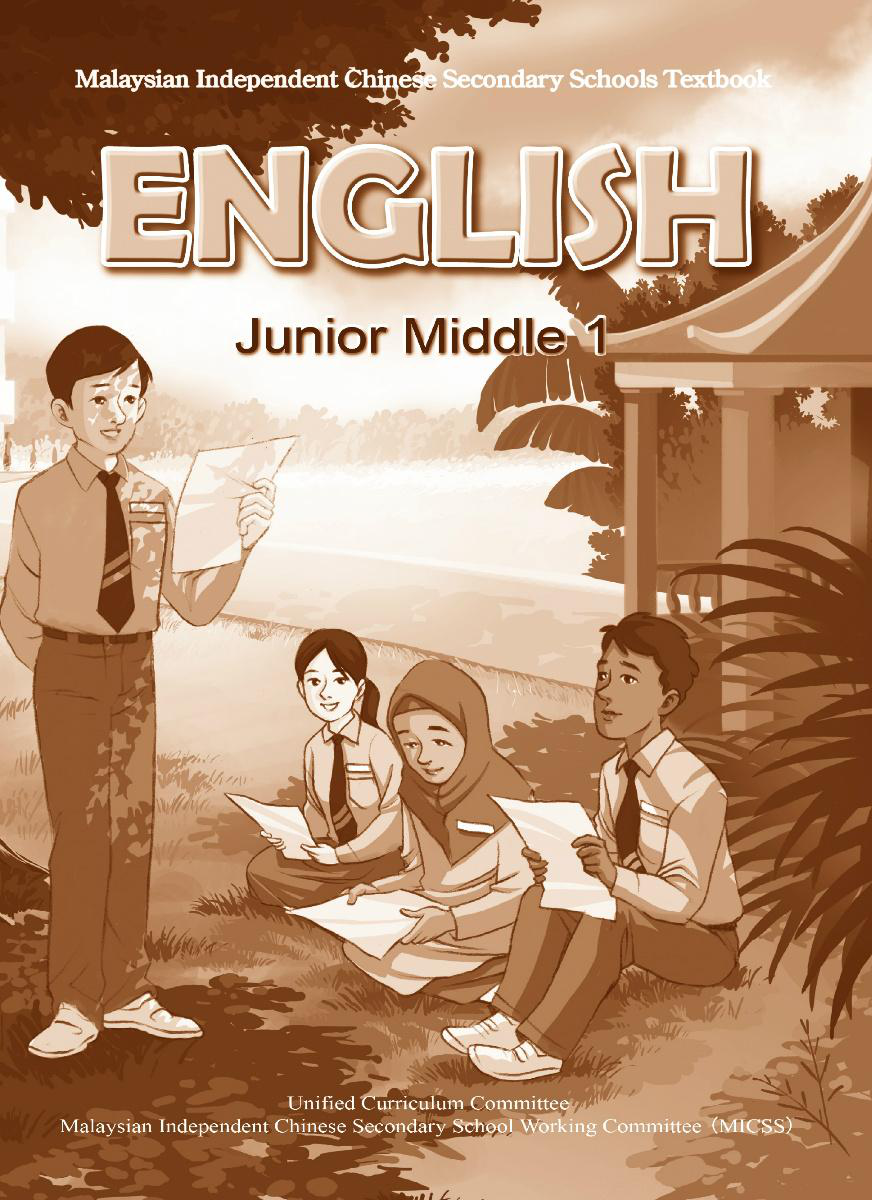 Malaysian Independent Chinese Secondary Schools Textbook
ENGLISH
Junior Middle 1
Unified Curriculum Committee
Malaysian Independent Chinese Secondary School Working Committee (MICSS)